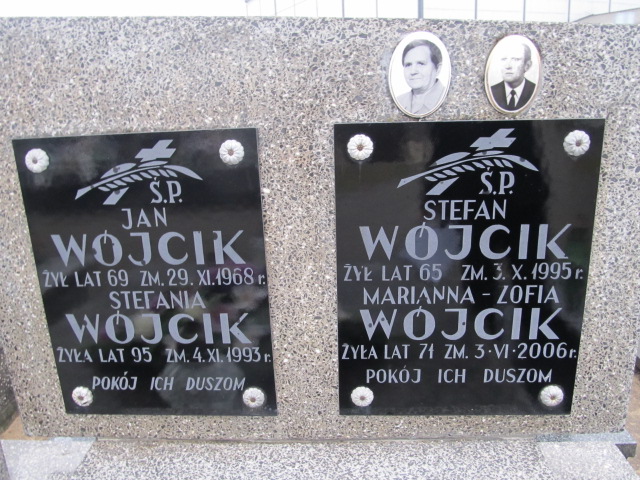 Ś.P.
JAN
WÓJCIK
ŻYŁ LAT 69 ZM. 29. XI. 1968 r.
STEFANIA
WÓJCIK
ŻYŁA LAT 95 ZM. 4. XI. 1993 r.
POKÓJ ICH DUSZOM
Ś.P.
STEFAN
WÓJCIK
ŻYŁ LAT 65 ZM. 3. X. 1995 r.
MARIANNA - ZOFIA
WÓJCIK
ŻYŁA LAT 71 ZM. 3·VI·2006 r.
POKÓJ ICH DUSZOM